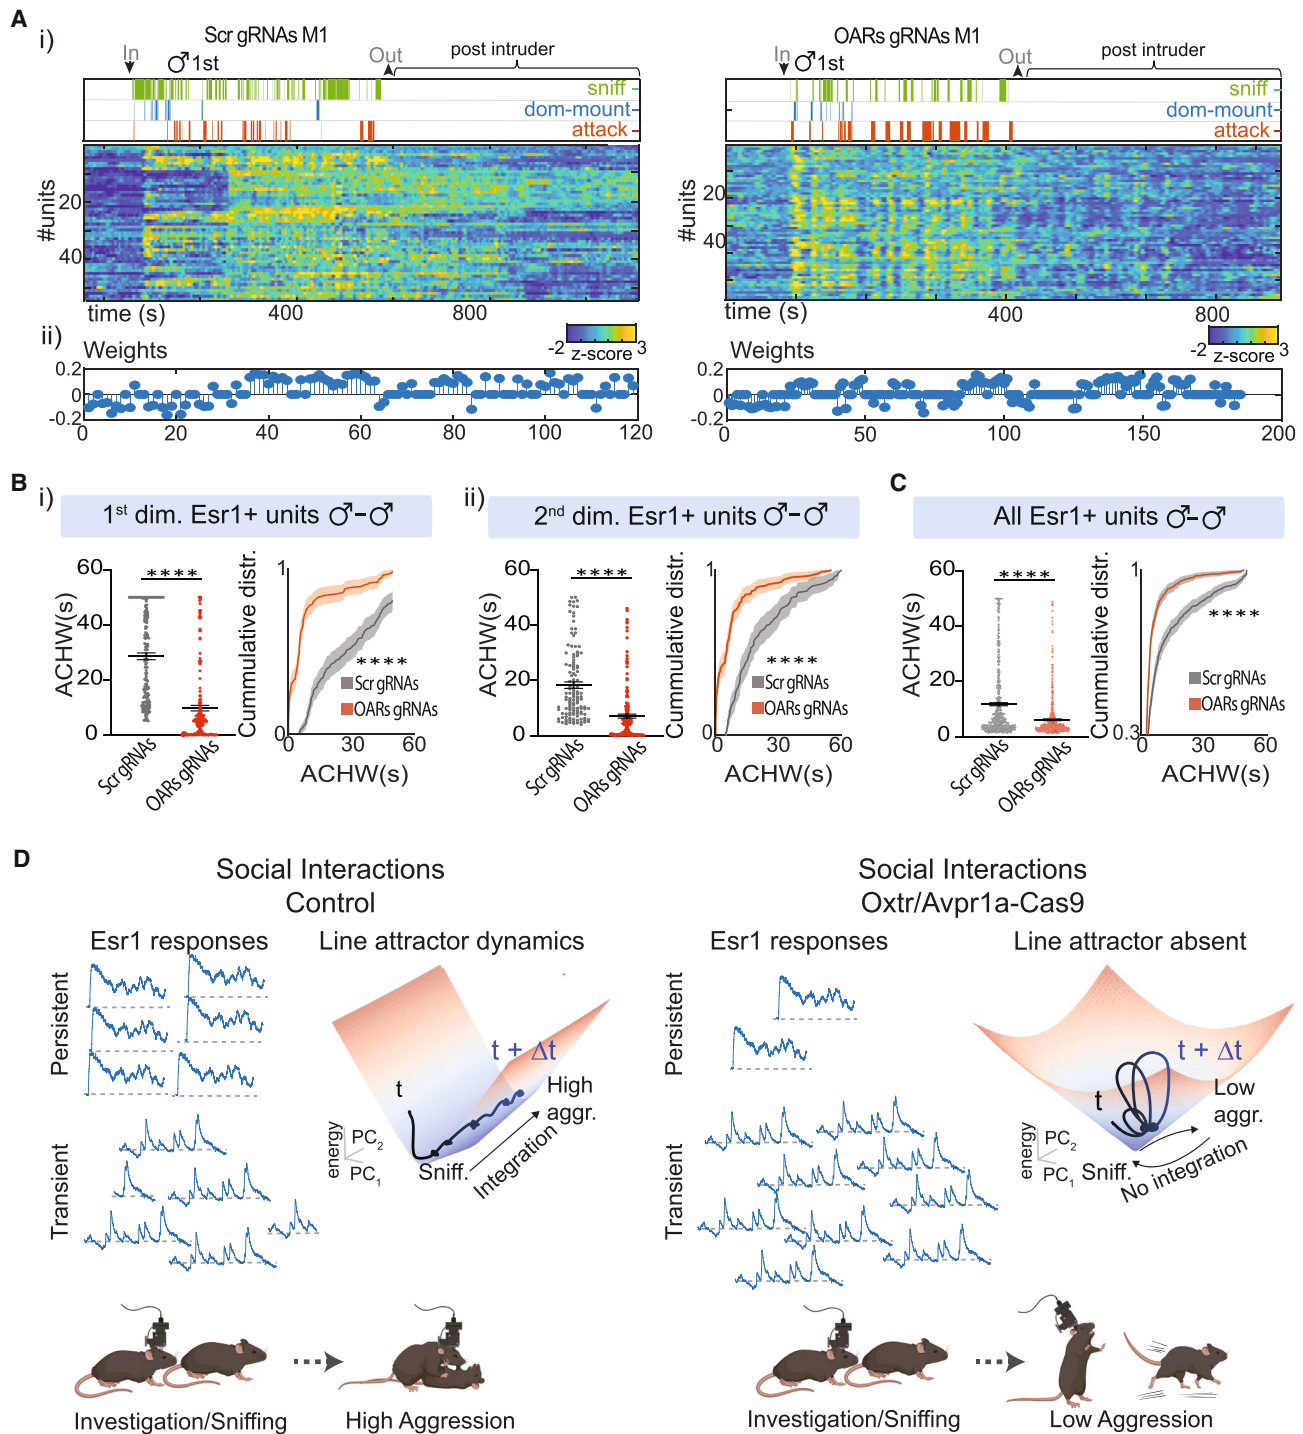 A
i)
Scr gRNAs M1
In
♂ 1st
Out
post intruder
sniff
dom-mount
attack
#units
20
40
time (s)
400
800
-2
z-score
3
OARs gRNAs M1
In
♂ 1st
Out
post intruder
sniff
dom-mount
attack
#units
20
40
time (s)
400
800
-2
z-score
3
ii)
Weights
0.2
0
-0.2
0
20
40
60
80
100
120
Weights
0.2
0
-0.2
0
50
100
150
200
B
i)
1st dim. Esr1+ units ♂-♂
ACHW(s)
60
40
20
0
****
Scr gRNAs
OARs gRNAs
Cummulative distr.
1
0
****
Scr gRNAs
OARs gRNAs
0
30
60
ACHW(s)
ii)
2nd dim. Esr1+ units ♂-♂
ACHW(s)
60
40
20
0
****
Scr gRNAs
OARs gRNAs
Cummulative distr.
1
0
****
Scr gRNAs
OARs gRNAs
0
30
60
ACHW(s)
C
All Esr1+ units ♂-♂
ACHW(s)
60
40
20
0
****
Scr gRNAs
OARs gRNAs
Cummulative distr.
1
0.3
****
Scr gRNAs
OARs gRNAs
0
30
60
ACHW(s)
D
Social Interactions
Control
Esr1 responses
Line attractor dynamics
Persistent
Transient
t
t + Δt
High
aggr.
Integration
Sniff.
energy
PC2
PC1
Investigation/Sniffing
High Aggression
Social Interactions
Oxtr/Avpr1a-Cas9
Esr1 responses
Line attractor absent
Persistent
Transient
t
t + Δt
Low
aggr.
No integration
Sniff.
energy
PC2
PC1
Investigation/Sniffing
Low Aggression